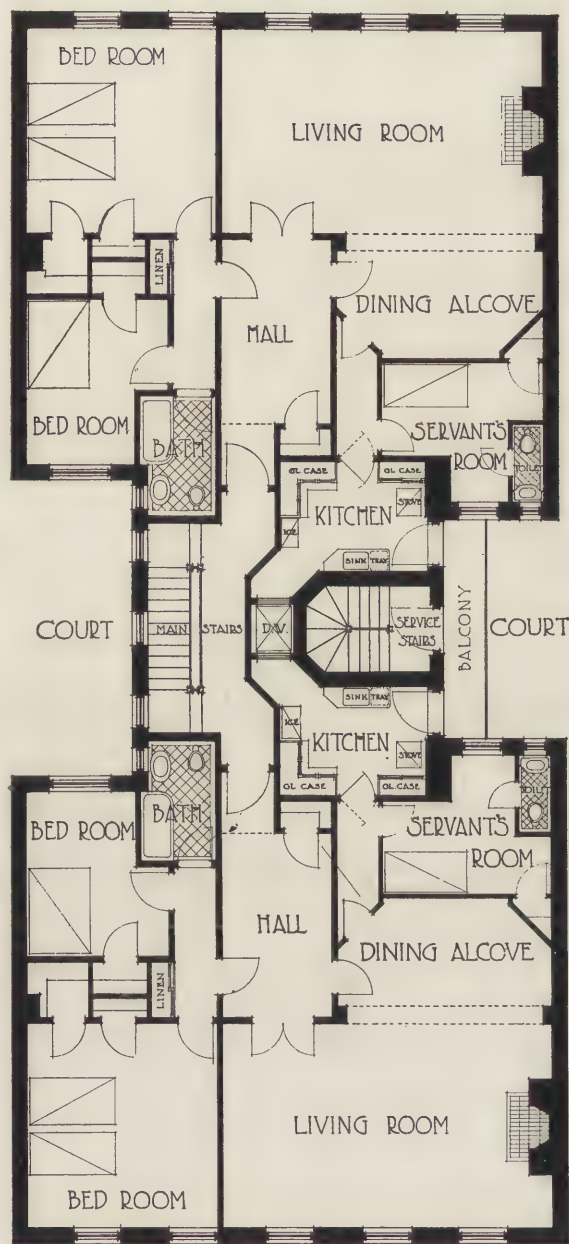 BED ROOM
LIVING ROOM
LINEN
DINING ALCOVE
HALL
BED ROOM
BATH
SERVANT'S
ROOM
TOILET
GL. CASE
GL. CASE
KITCHEN
STOVE
ICE
SINK
TRAY
COURT
MAIN
STAIRS
D.W.
SERVICE
STAIRS
BALCONY
COURT
SINK
TRAY
ICE
KITCHEN
STOVE
GL. CASE
GL. CASE
BATH
BED ROOM
SERVANT'S
ROOM
TOILET
HALL
DINING ALCOVE
LINEN
LIVING ROOM
BED ROOM